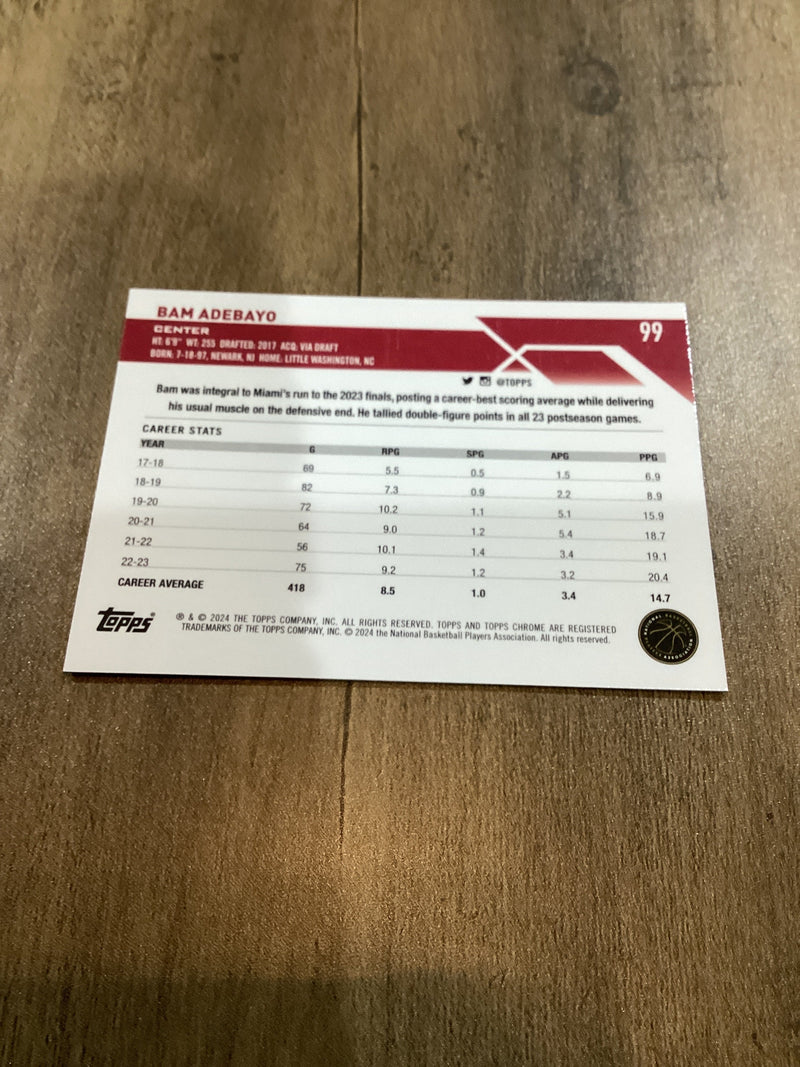 BAM ADEBAYO
99
CENTER
HT: 6'9" WT: 255 DRAFTED: 2017 ACQ: VIA DRAFT
BORN: 7-18-97, NEWARK, NJ HOME: LITTLE WASHINGTON, NC
@TOPPS
Bam was integral to Miami's run to the 2023 finals, posting a career-best scoring average while delivering
his usual muscle on the defensive end. He tallied double-figure points in all 23 postseason games.
CAREER STATS
YEAR G RPG SPG APG PPG
17-18 69 5.5 0.5 1.5 6.9
18-19 82 7.3 0.9 2.2 8.9
19-20 72 10.2 1.1 5.1 15.9
20-21 64 9.0 1.2 5.4 18.7
21-22 56 10.1 1.4 3.4 19.1
22-23 75 9.2 1.2 3.2 20.4
CAREER AVERAGE 418 8.5 1.0 3.4 14.7
Topps®
® & © 2024 THE TOPPS COMPANY, INC. ALL RIGHTS RESERVED. TOPPS AND TOPPS CHROME ARE REGISTERED
TRADEMARKS OF THE TOPPS COMPANY, INC. © 2024 the National Basketball Players Association. All rights reserved.
NATIONAL BASKETBALL
PLAYERS ASSOCIATION